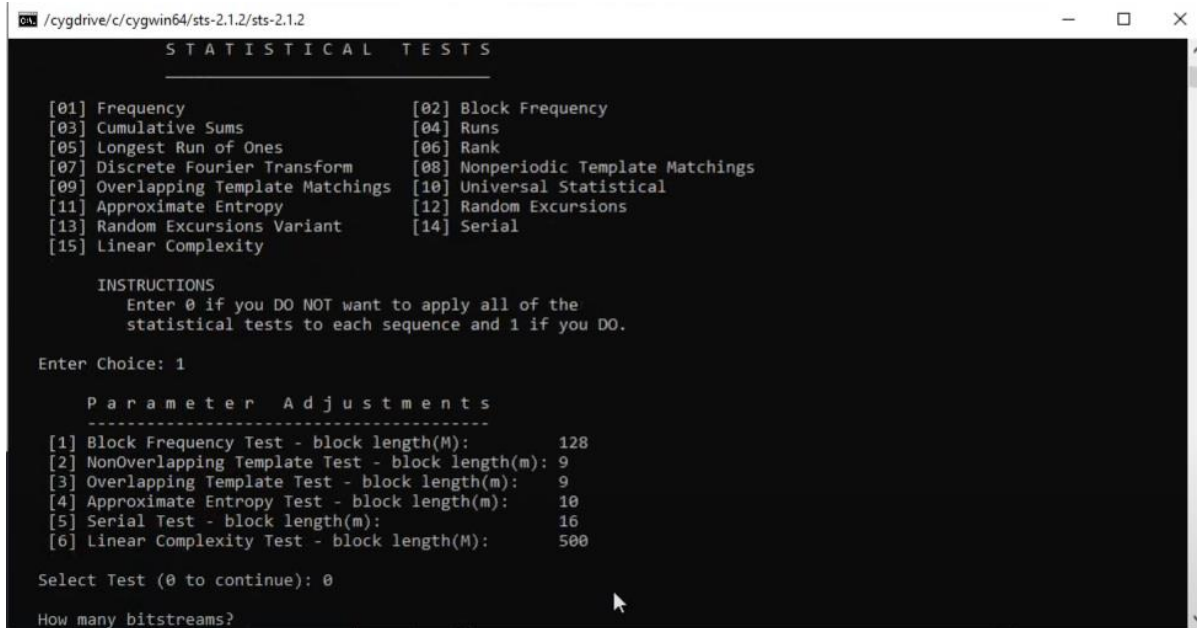 /cygdrive/c/cygwin64/sts-2.1.2/sts-2.1.2
S T A T I S T I C A L   T E S T S
_________________________________
[01] Frequency                       [02] Block Frequency
[03] Cumulative Sums                 [04] Runs
[05] Longest Run of Ones             [06] Rank
[07] Discrete Fourier Transform      [08] Nonperiodic Template Matchings
[09] Overlapping Template Matchings  [10] Universal Statistical
[11] Approximate Entropy             [12] Random Excursions
[13] Random Excursions Variant       [14] Serial
[15] Linear Complexity
INSTRUCTIONS
Enter 0 if you DO NOT want to apply all of the
statistical tests to each sequence and 1 if you DO.
Enter Choice: 1
P a r a m e t e r   A d j u s t m e n t s
-----------------------------------------
[1] Block Frequency Test - block length(M):         128
[2] NonOverlapping Template Test - block length(m): 9
[3] Overlapping Template Test - block length(m):    9
[4] Approximate Entropy Test - block length(m):     10
[5] Serial Test - block length(m):                  16
[6] Linear Complexity Test - block length(M):       500
Select Test (0 to continue): 0
How many bitstreams?